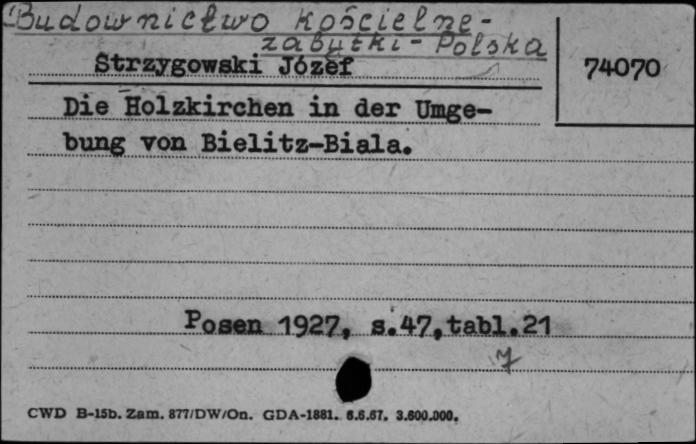 Budownictwo kościelne-
zabytki-Polska
Strzygowski Józef
74070
Die Holzkirchen in der Umge-
bung von Bielitz-Biala.
Posen 1927, s.47,tabl.21
CWD B-15b. Zam. 877/DW/On. GDA-1881. 6.6.67. 3.600.000.